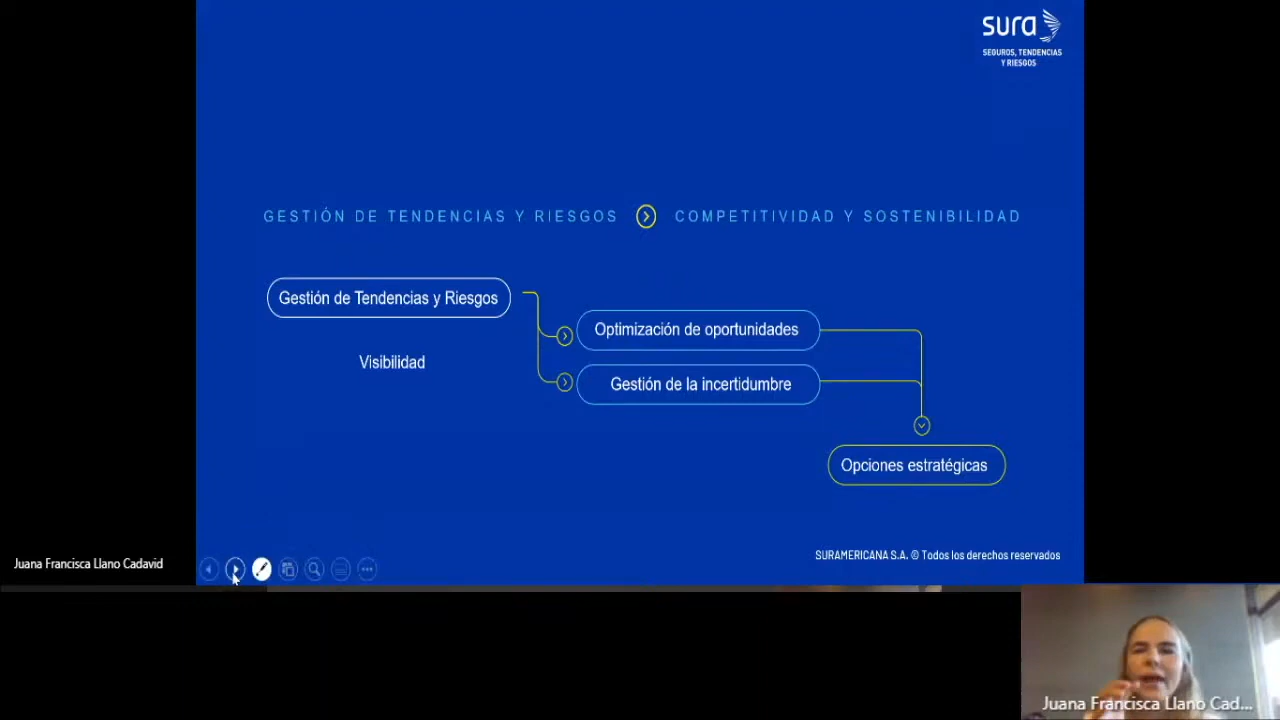 sura
SEGUROS, TENDENCIAS
Y RIESGOS
GESTIÓN DE TENDENCIAS Y RIESGOS
COMPETITIVIDAD Y SOSTENIBILIDAD
Gestión de Tendencias y Riesgos
Visibilidad
Optimización de oportunidades
Gestión de la incertidumbre
Opciones estratégicas
SURAMERICANA S.A. © Todos los derechos reservados
Juana Francisca Llano Cadavid
Juana Francisca Llano Cad...